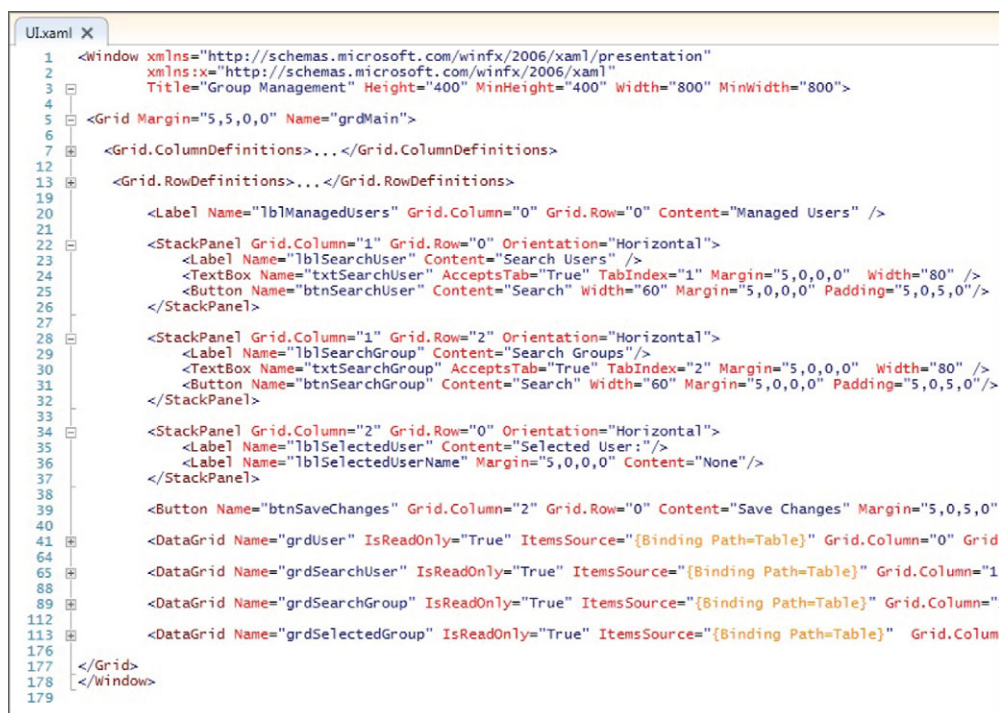 UI.xaml X
1 <Window xmlns="http://schemas.microsoft.com/winfx/2006/xaml/presentation"
2 xmlns:x="http://schemas.microsoft.com/winfx/2006/xaml"
3 Title="Group Management" Height="400" MinHeight="400" Width="800" MinWidth="800">
4
5 <Grid Margin="5,5,0,0" Name="grdMain">
6
7 <Grid.ColumnDefinitions>...</Grid.ColumnDefinitions>
12
13 <Grid.RowDefinitions>...</Grid.RowDefinitions>
19
20 <Label Name="lblManagedUsers" Grid.Column="0" Grid.Row="0" Content="Managed Users" />
21
22 <StackPanel Grid.Column="1" Grid.Row="0" Orientation="Horizontal">
23 <Label Name="lblSearchUser" Content="Search Users" />
24 <TextBox Name="txtSearchUser" AcceptsTab="True" TabIndex="1" Margin="5,0,0,0" Width="80" />
25 <Button Name="btnSearchUser" Content="Search" Width="60" Margin="5,0,0,0" Padding="5,0,5,0"/>
26 </StackPanel>
27
28 <StackPanel Grid.Column="1" Grid.Row="2" Orientation="Horizontal">
29 <Label Name="lblSearchGroup" Content="Search Groups"/>
30 <TextBox Name="txtSearchGroup" AcceptsTab="True" TabIndex="2" Margin="5,0,0,0" Width="80" />
31 <Button Name="btnSearchGroup" Content="Search" Width="60" Margin="5,0,0,0" Padding="5,0,5,0"/>
32 </StackPanel>
33
34 <StackPanel Grid.Column="2" Grid.Row="0" Orientation="Horizontal">
35 <Label Name="lblSelectedUser" Content="Selected User:"/>
36 <Label Name="lblSelectedUserName" Margin="5,0,0,0" Content="None"/>
37 </StackPanel>
38
39 <Button Name="btnSaveChanges" Grid.Column="2" Grid.Row="0" Content="Save Changes" Margin="5,0,5,0"
40
41 <DataGrid Name="grdUser" IsReadOnly="True" ItemsSource="{Binding Path=Table}" Grid.Column="0" Grid
64
65 <DataGrid Name="grdSearchUser" IsReadOnly="True" ItemsSource="{Binding Path=Table}" Grid.Column="1
88
89 <DataGrid Name="grdSearchGroup" IsReadOnly="True" ItemsSource="{Binding Path=Table}" Grid.Column="
112
113 <DataGrid Name="grdSelectedGroup" IsReadOnly="True" ItemsSource="{Binding Path=Table}" Grid.Colum
176
177 </Grid>
178 </Window>
179